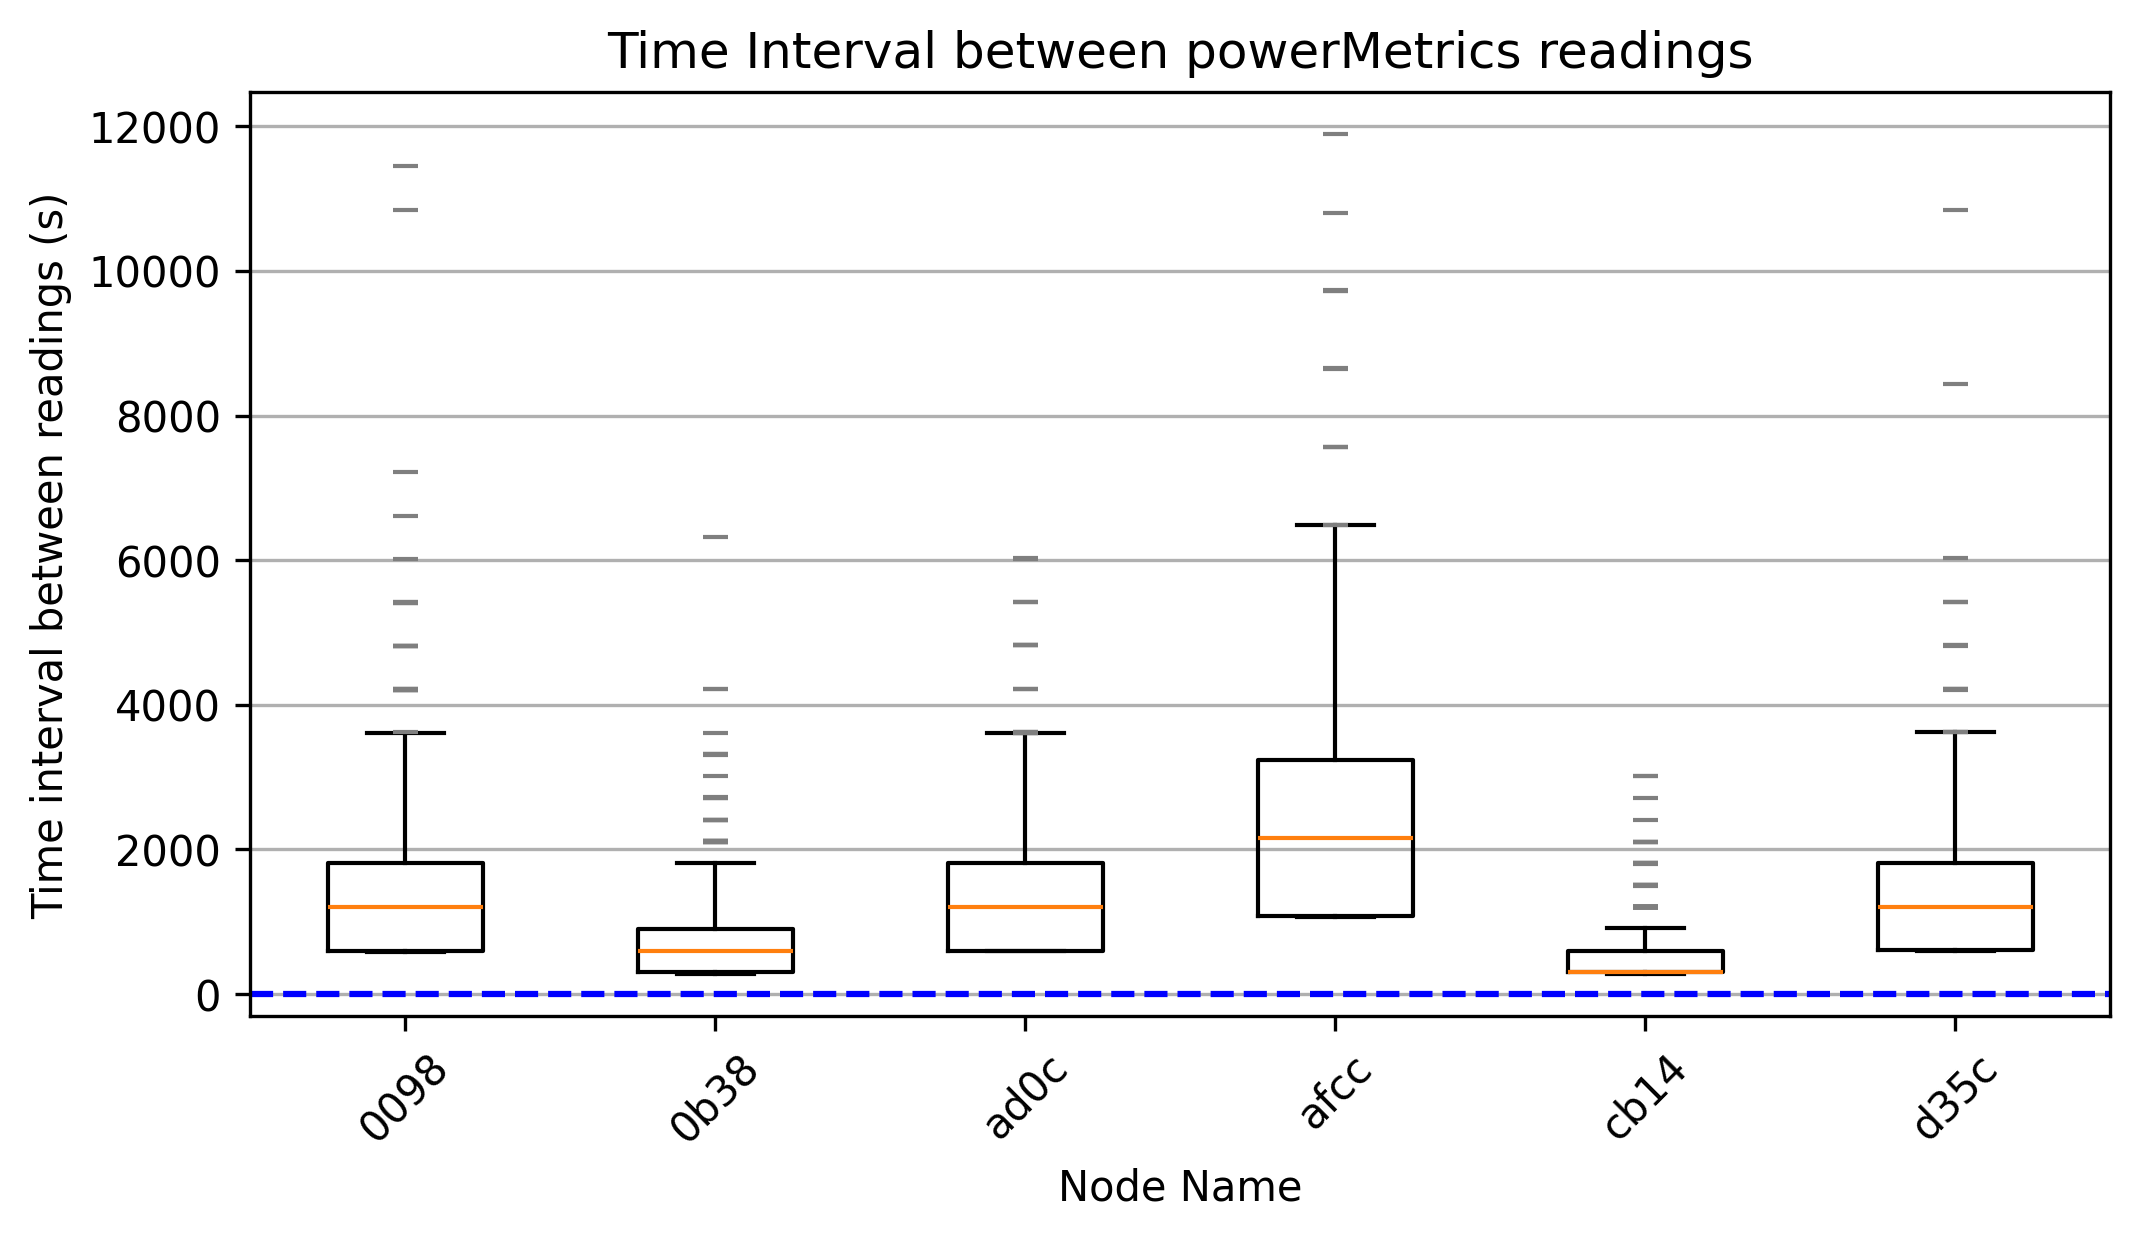 Time Interval between powerMetrics readings
Time interval between readings (s)
12000
10000
8000
6000
4000
2000
0
0098
0b38
ad0c
afcc
cb14
d35c
Node Name